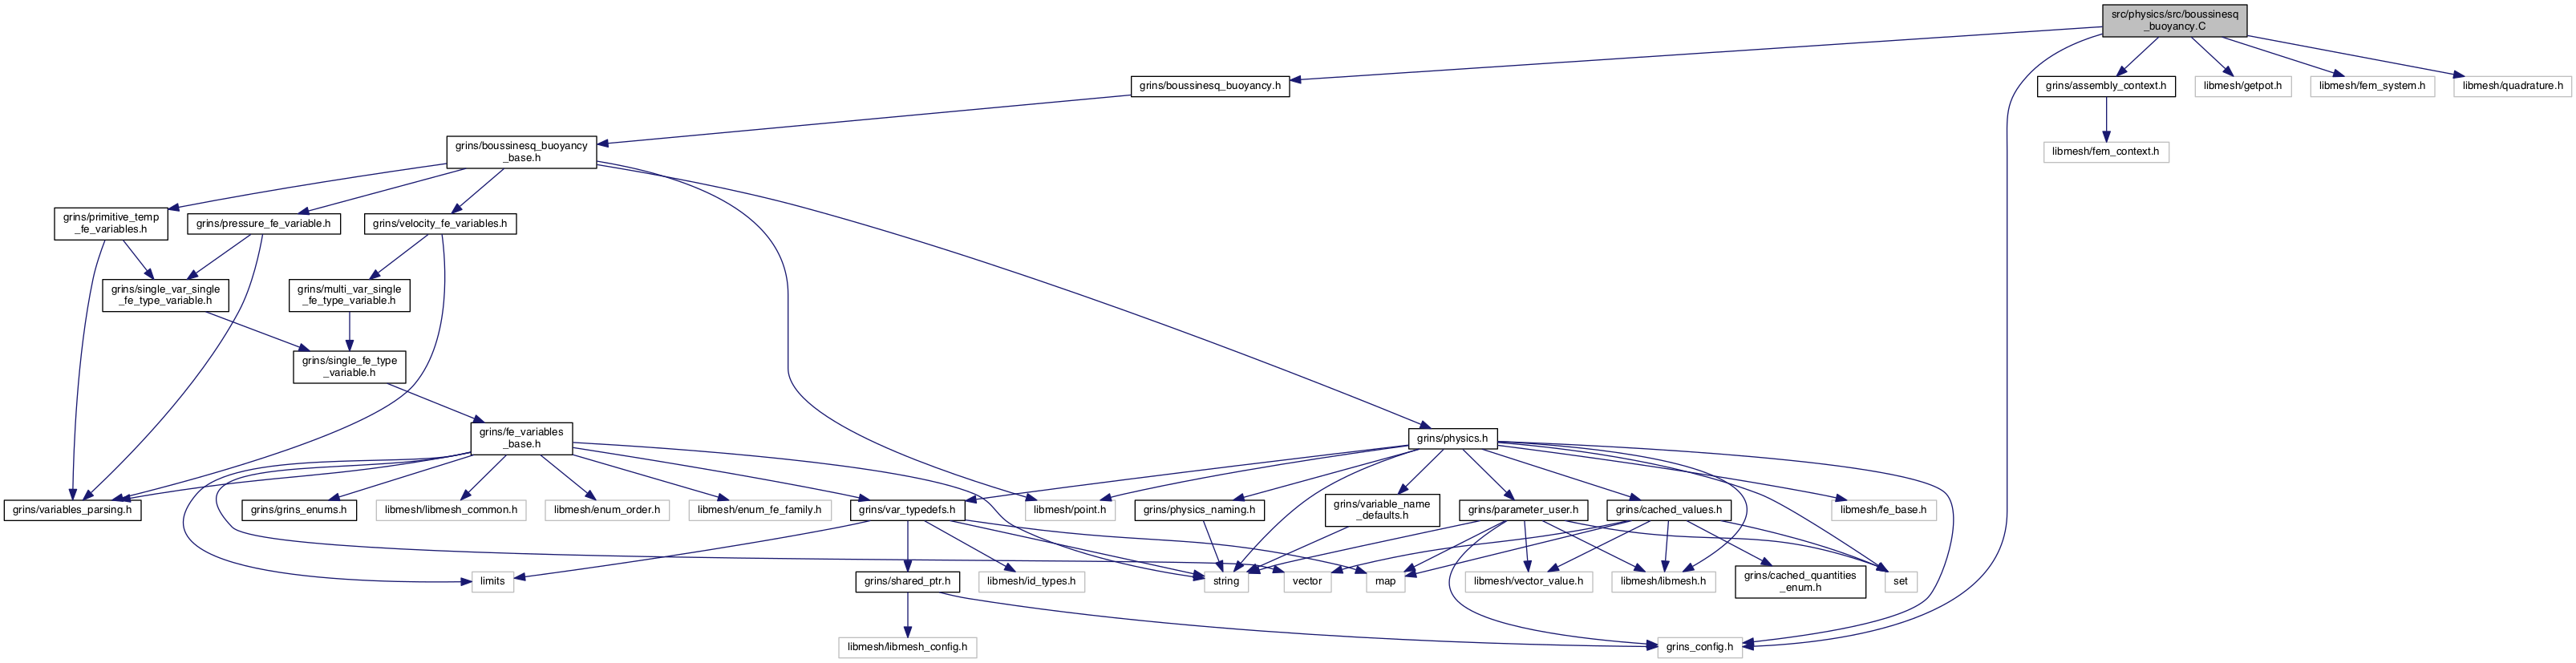 src/physics/src/boussinesq
_buoyancy.C
grins/boussinesq_buoyancy.h
grins/assembly_context.h
libmesh/getpot.h
libmesh/fem_system.h
libmesh/quadrature.h
grins/boussinesq_buoyancy
_base.h
libmesh/fem_context.h
grins/primitive_temp
_fe_variables.h
grins/pressure_fe_variable.h
grins/velocity_fe_variables.h
grins/single_var_single
_fe_type_variable.h
grins/multi_var_single
_fe_type_variable.h
grins/single_fe_type
_variable.h
grins/fe_variables
_base.h
grins/physics.h
grins/variables_parsing.h
grins/grins_enums.h
libmesh/libmesh_common.h
libmesh/enum_order.h
libmesh/enum_fe_family.h
grins/var_typedefs.h
libmesh/point.h
grins/physics_naming.h
grins/variable_name
_defaults.h
grins/parameter_user.h
grins/cached_values.h
libmesh/fe_base.h
limits
grins/shared_ptr.h
libmesh/id_types.h
string
vector
map
libmesh/vector_value.h
libmesh/libmesh.h
grins/cached_quantities
_enum.h
set
libmesh/libmesh_config.h
grins_config.h